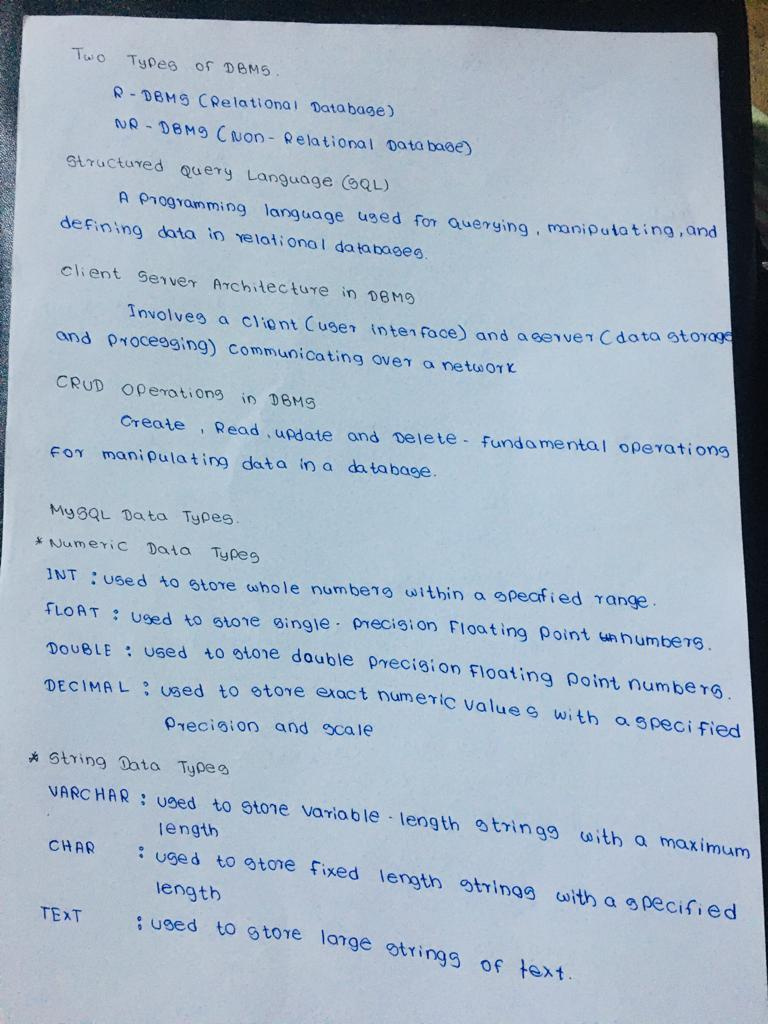 Two Types of DBMS.
R - DBMS (Relational Database)
NR - DBMS (Non - Relational Database)
Structured Query Language (SQL)
A Programming language used for querying, manipulating, and
defining data in relational databases.
Client Server Architecture in DBMS
Involves a client (user interface) and a server (data storage
and processing) communicating over a network
CRUD Operations in DBMS
Create, Read, update and Delete - fundamental operations
For manipulating data in a database.
MySQL Data Types.
* Numeric Data Types
INT : used to store whole numbers within a specafied range.
FLOAT : used to store single - precision Floating Point numbers.
DOUBLE : used to store double precision Floating Point numbers.
DECIMAL : used to store exact numeric values with a specified
Precision and scale
* String Data Types
VARCHAR : used to store variable - length strings with a maximum
length
CHAR : used to store fixed length strings with a specified
length
TEXT : used to store large strings of text.